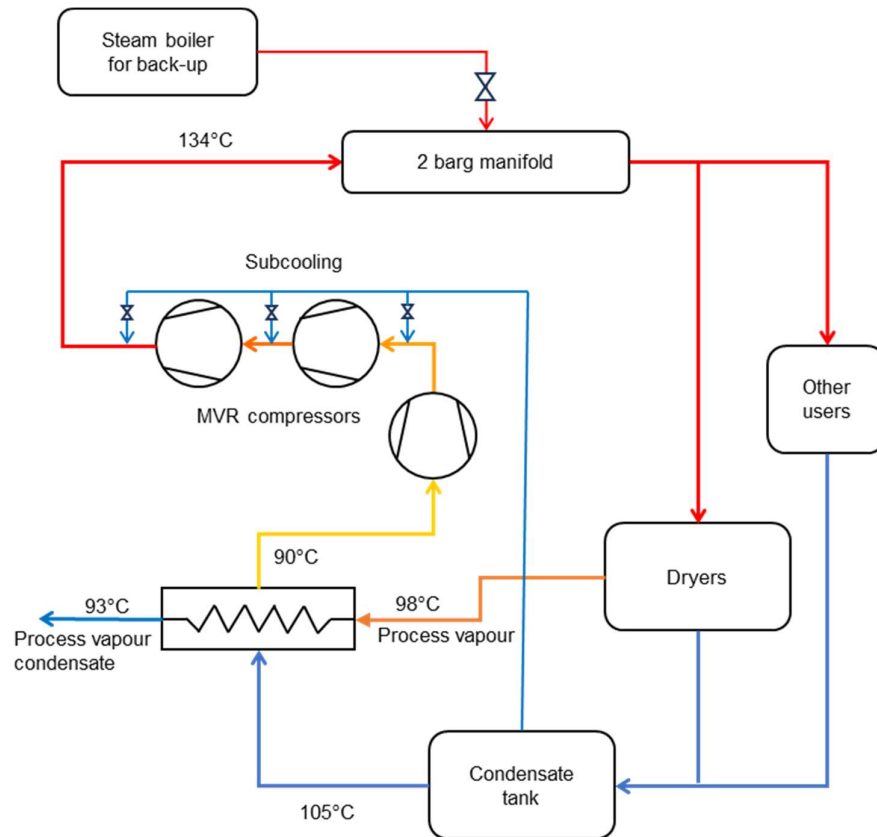 Steam boiler
for back-up
134°C
2 barg manifold
Subcooling
MVR compressors
Other
users
90°C
Dryers
93°C
98°C
Process vapour
condensate
Process vapour
Condensate
tank
105°C